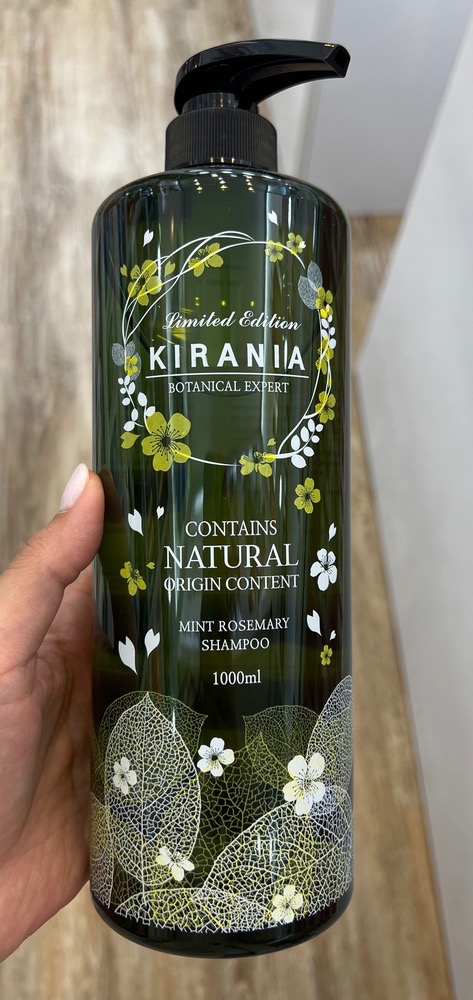 Limited Edition
KIRANIA
BOTANICAL EXPERT
CONTAINS
NATURAL
ORIGIN CONTENT
MINT ROSEMARY
SHAMPOO
1000ml